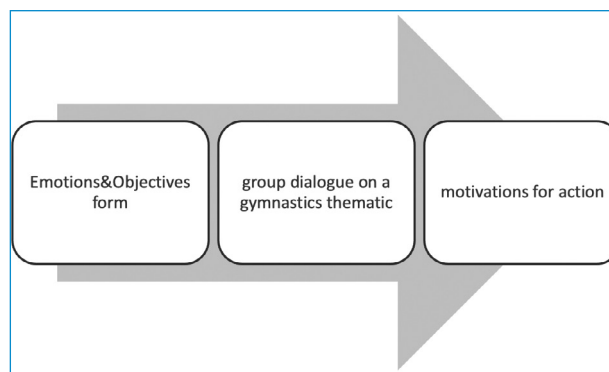 Emotions&Objectives
form
group dialogue on a
gymnastics thematic
motivations for action